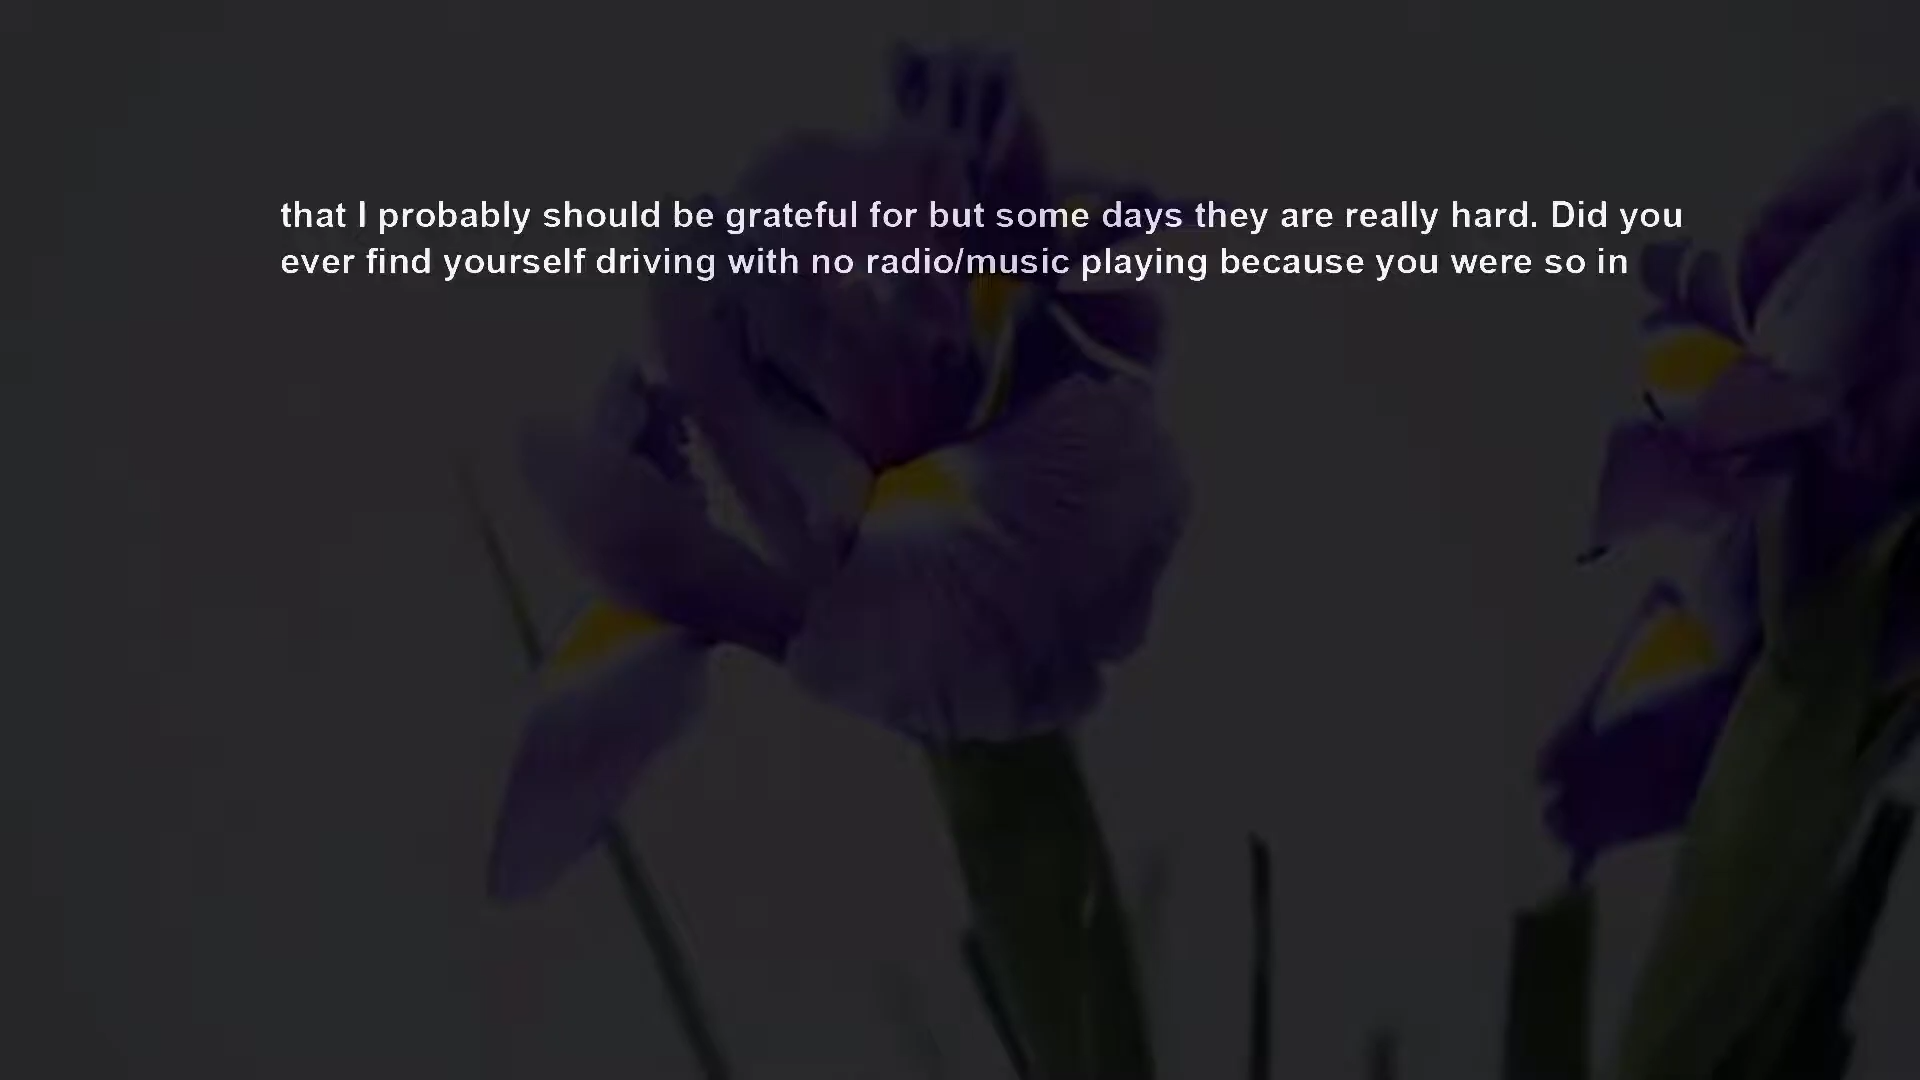 that I probably should be grateful for but some days they are really hard. Did you
ever find yourself driving with no radio/music playing because you were so in